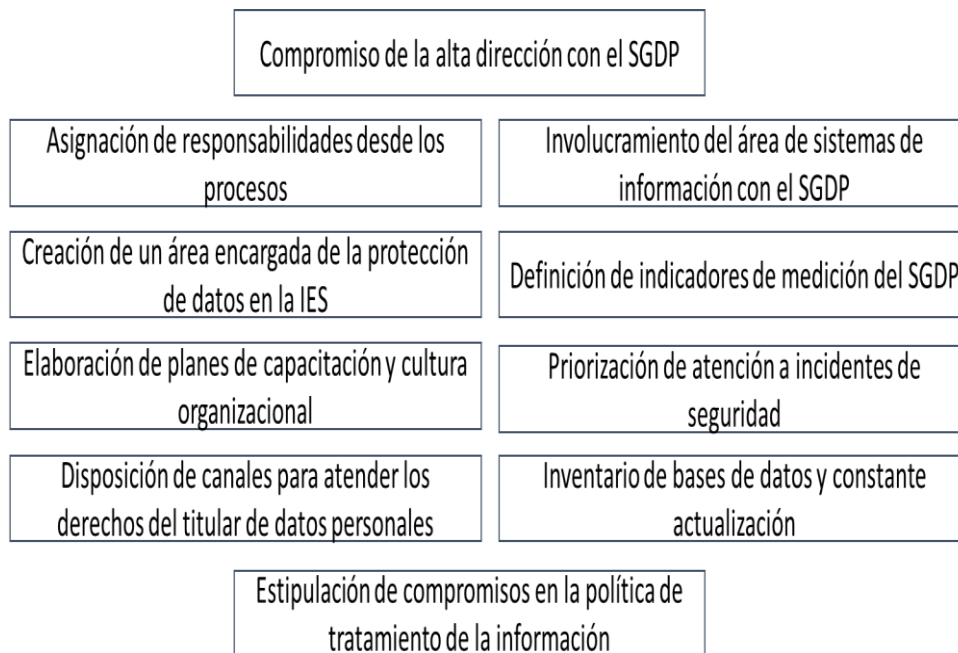 Compromiso de la alta dirección con el SGDP
Asignación de responsabilidades desde los
procesos
Involucramiento del área de sistemas de
información con el SGDP
Creación de un área encargada de la protección
de datos en la IES
Definición de indicadores de medición del SGDP
Elaboración de planes de capacitación y cultura
organizacional
Priorización de atención a incidentes de
seguridad
Disposición de canales para atender los
derechos del titular de datos personales
Inventario de bases de datos y constante
actualización
Estipulación de compromisos en la política de
tratamiento de la información